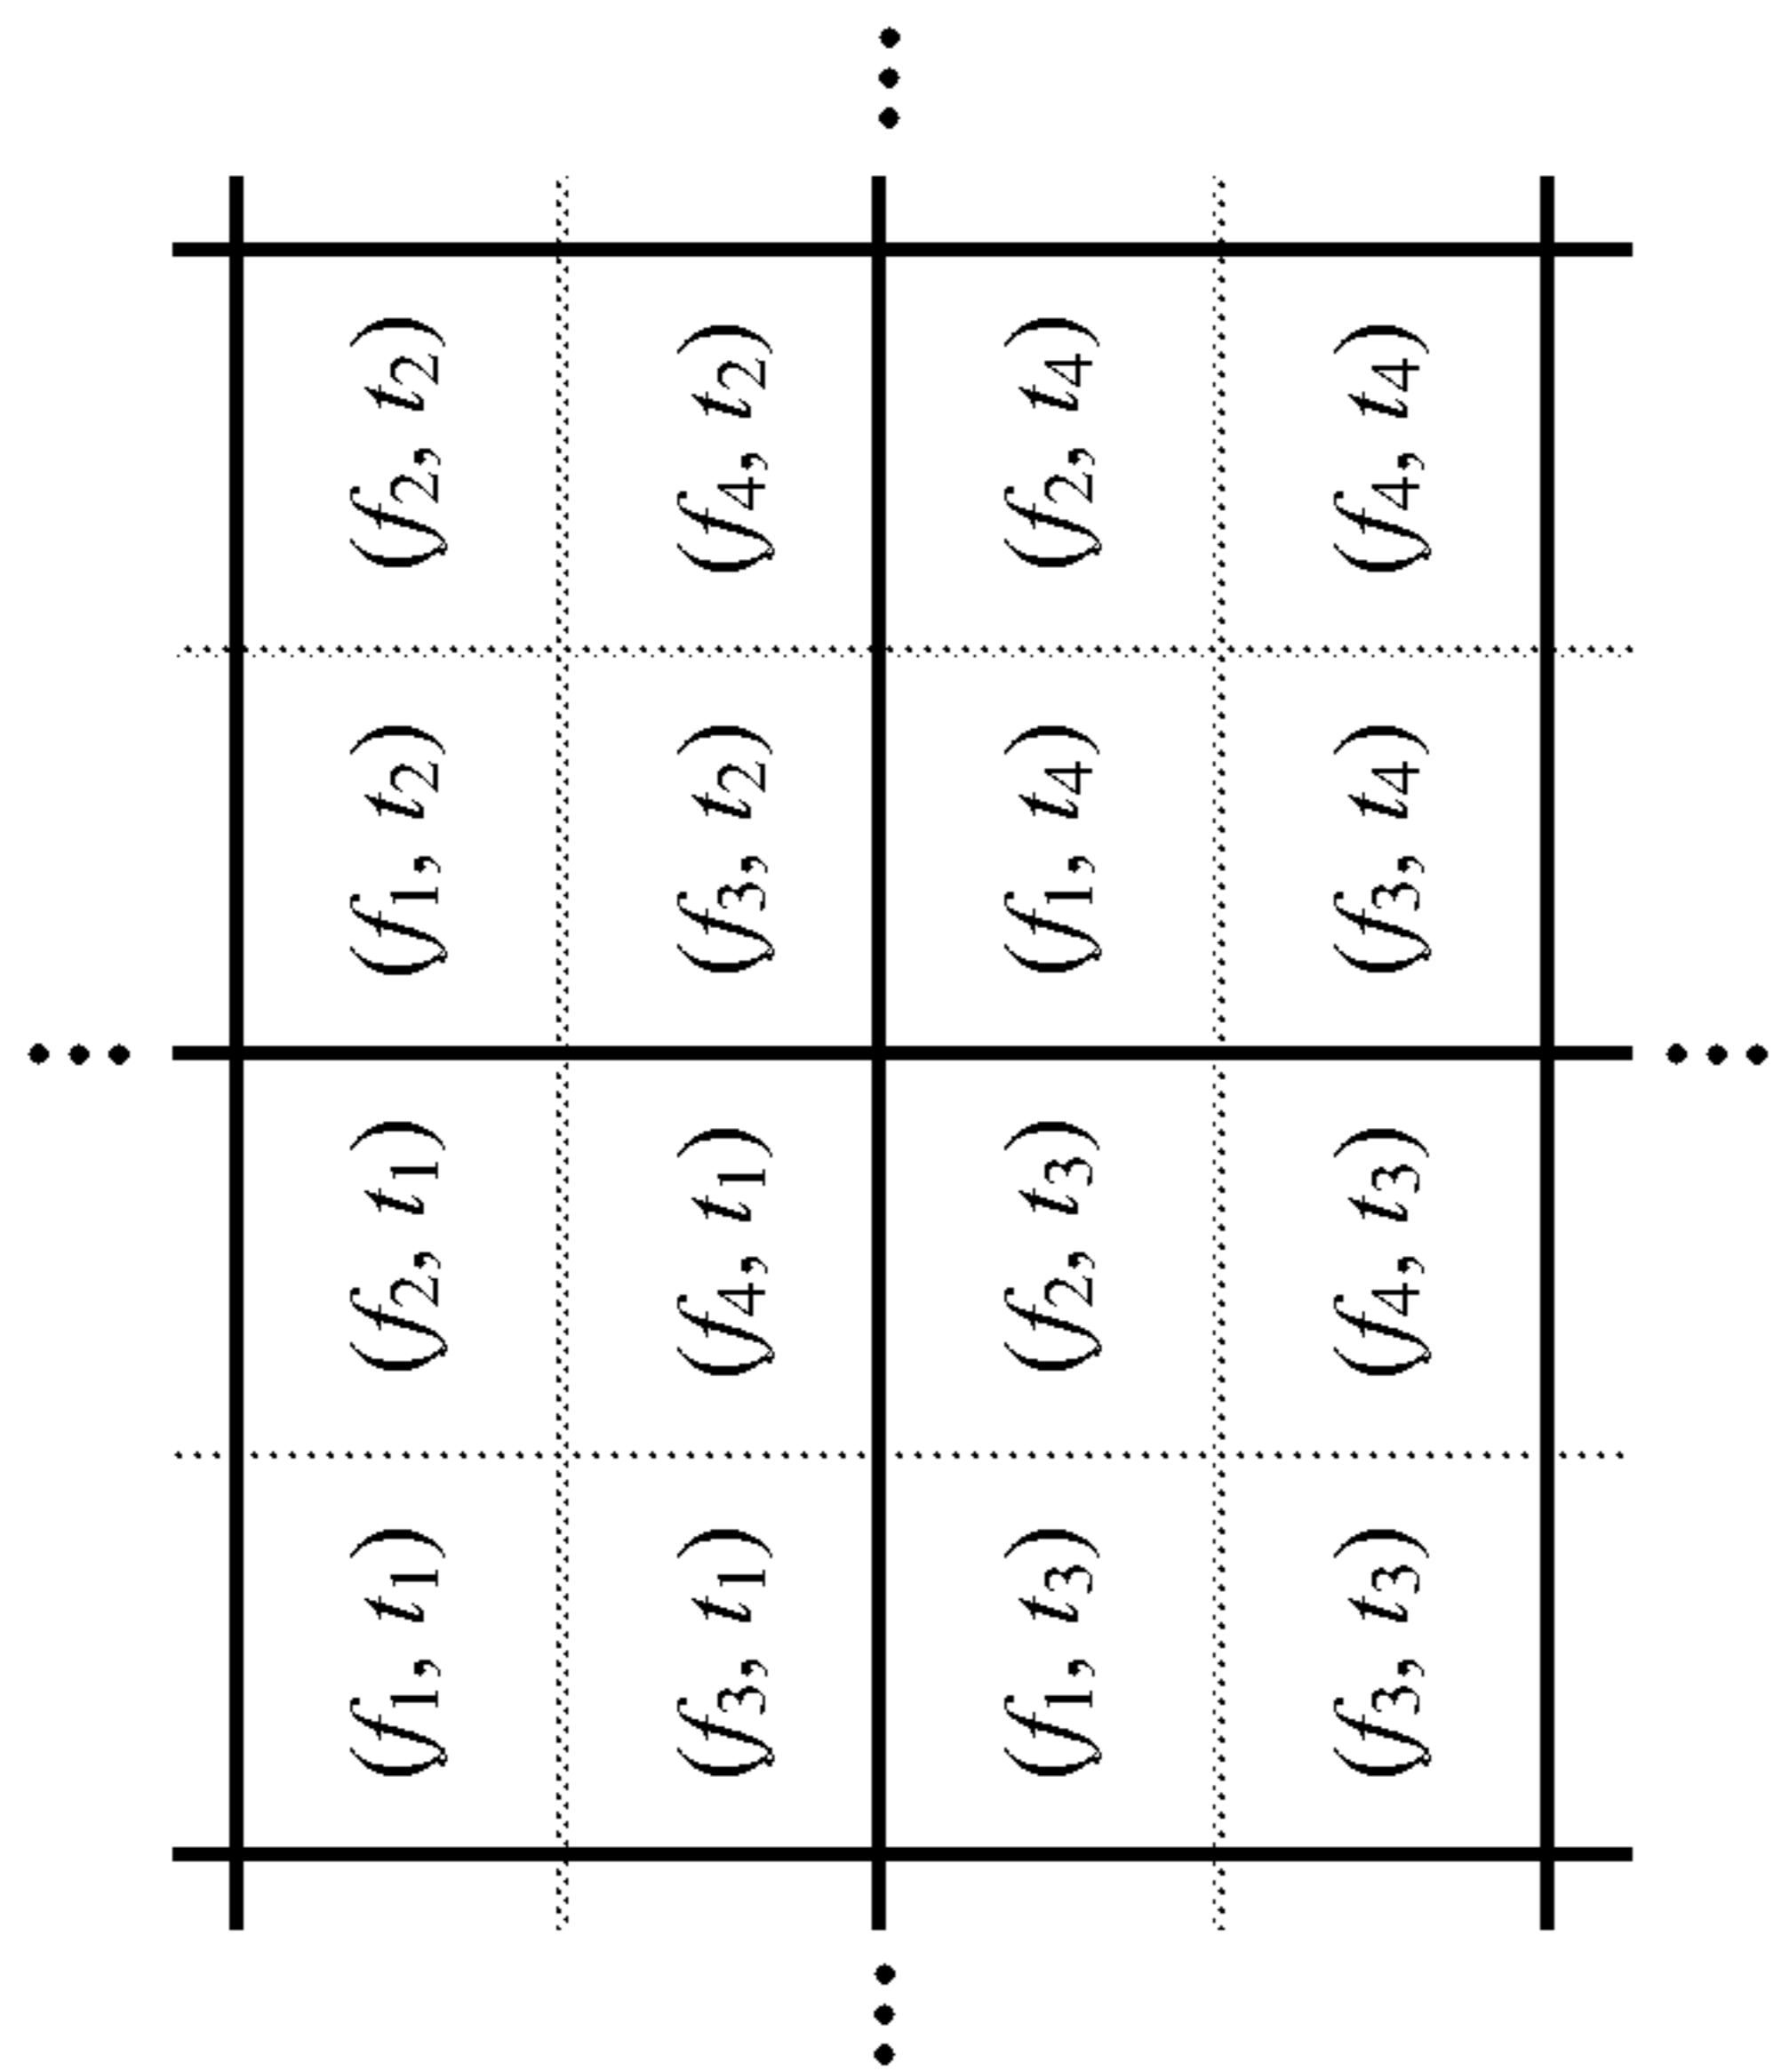 (f₁, t₁) (f₂, t₁) (f₁, t₂) (f₂, t₂)
(f₃, t₁) (f₄, t₁) (f₃, t₂) (f₄, t₂)
(f₁, t₃) (f₂, t₃) (f₁, t₄) (f₂, t₄)
(f₃, t₃) (f₄, t₃) (f₃, t₄) (f₄, t₄)